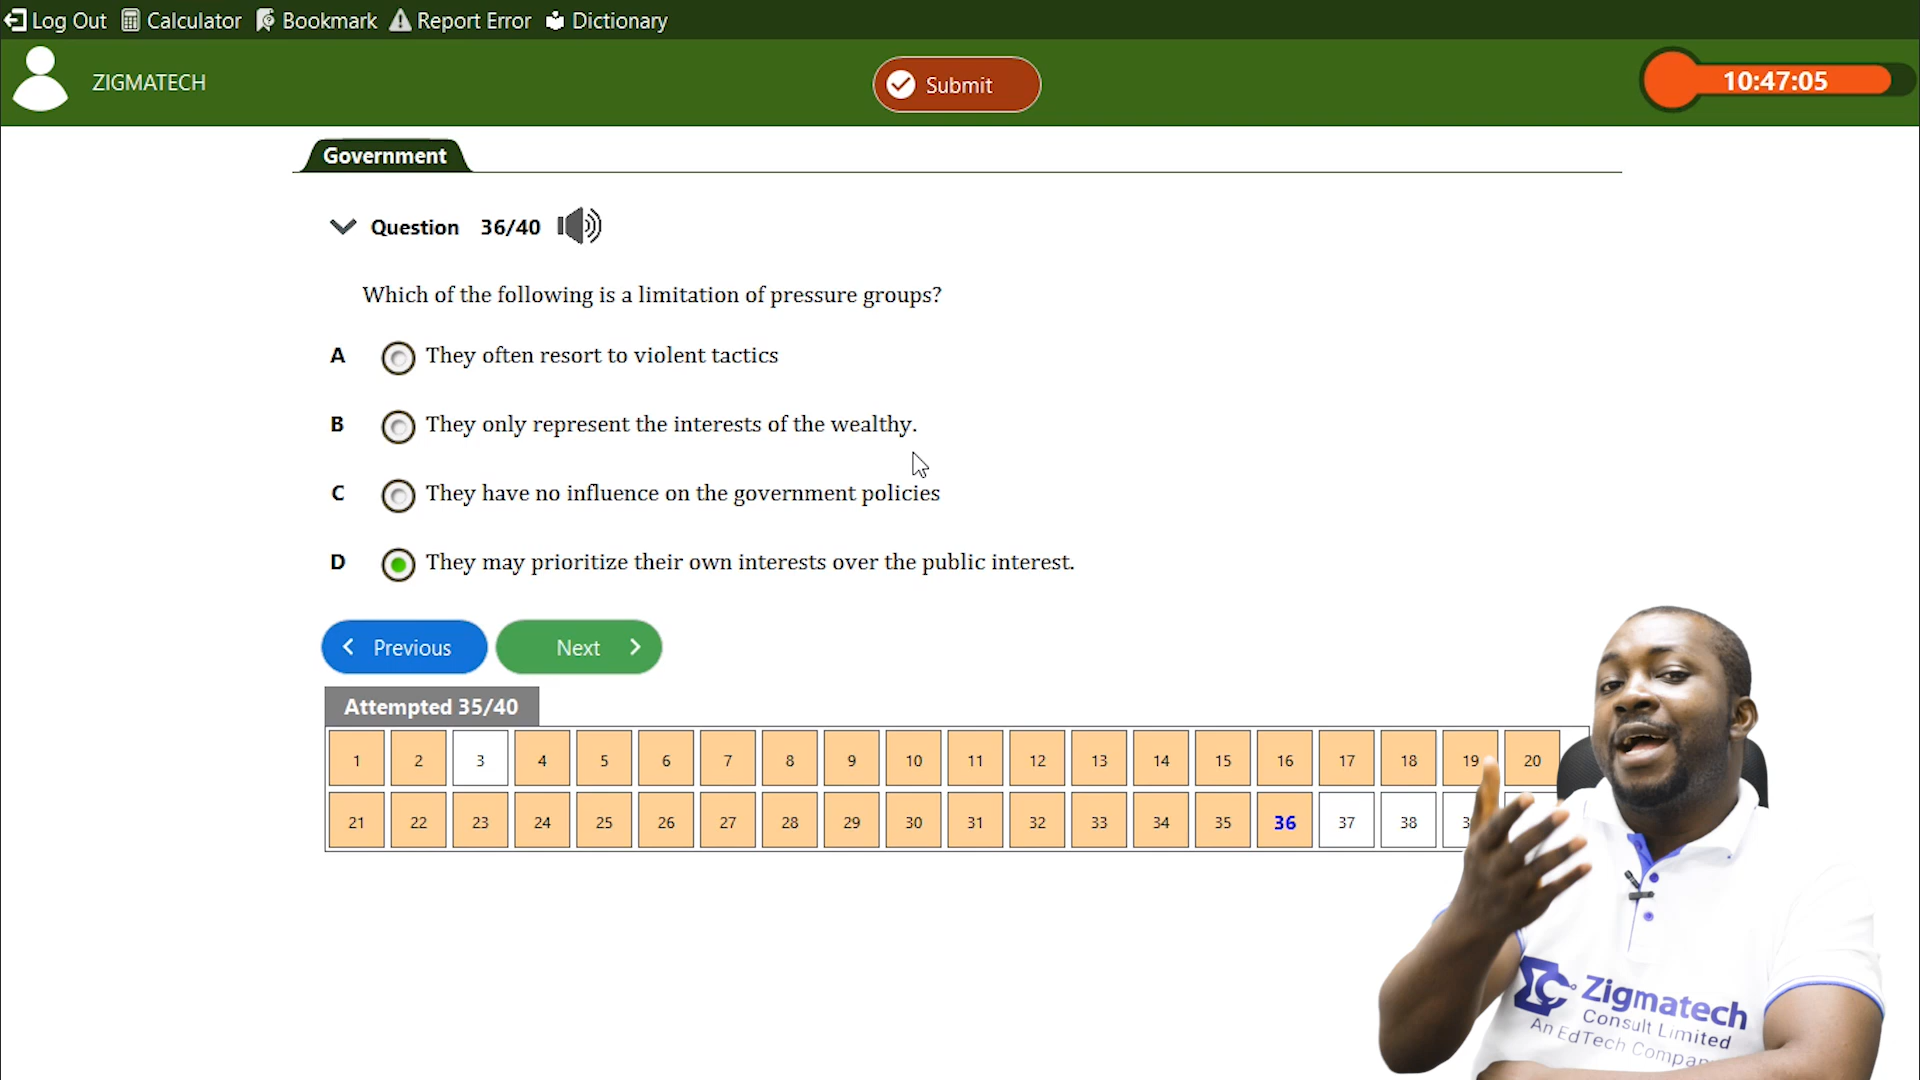 Log Out Calculator Bookmark Report Error Dictionary
ZIGMATECH
Submit
10:47:05
Government
Question 36/40
Which of the following is a limitation of pressure groups?
A They often resort to violent tactics
B They only represent the interests of the wealthy.
C They have no influence on the government policies
D They may prioritize their own interests over the public interest.
Previous
Next
Attempted 35/40
1 2 3 4 5 6 7 8 9 10 11 12 13 14 15 16 17 18 19 20
21 22 23 24 25 26 27 28 29 30 31 32 33 34 35 36 37 38
Zigmatech
Consult Limited
An EdTech